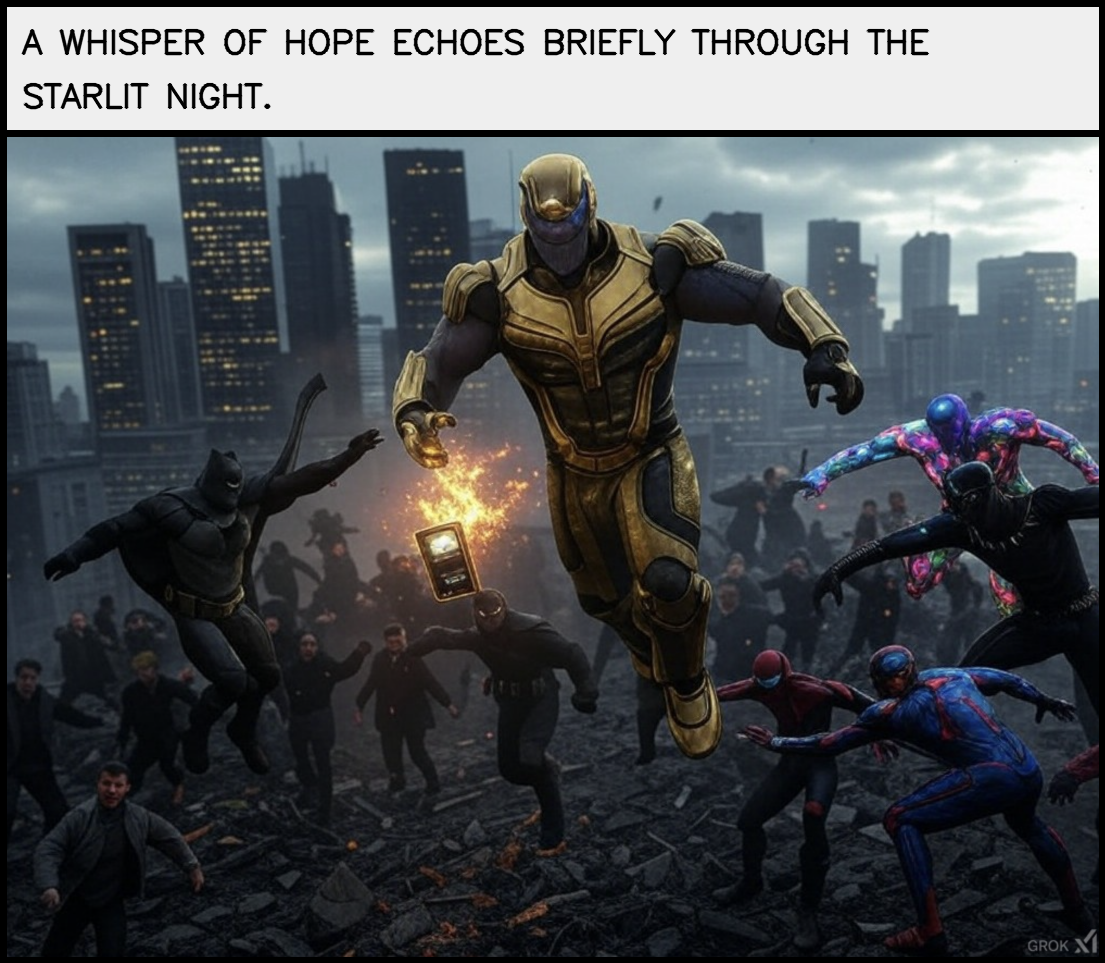 A WHISPER OF HOPE ECHOES BRIEFLY THROUGH THE
STARLIT NIGHT.
GROK